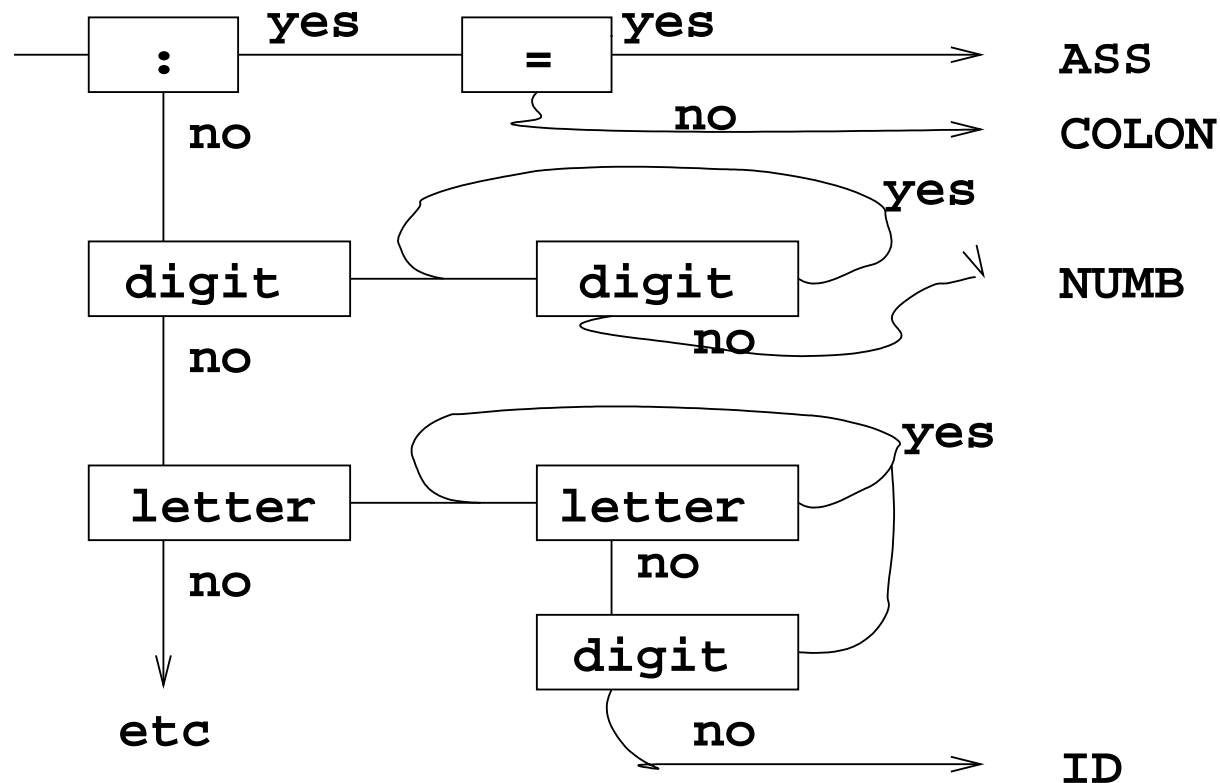 yes yes
: = ASS
no no COLON
yes
digit digit NUMB
no no
yes
letter letter
no no
digit
etc no
ID